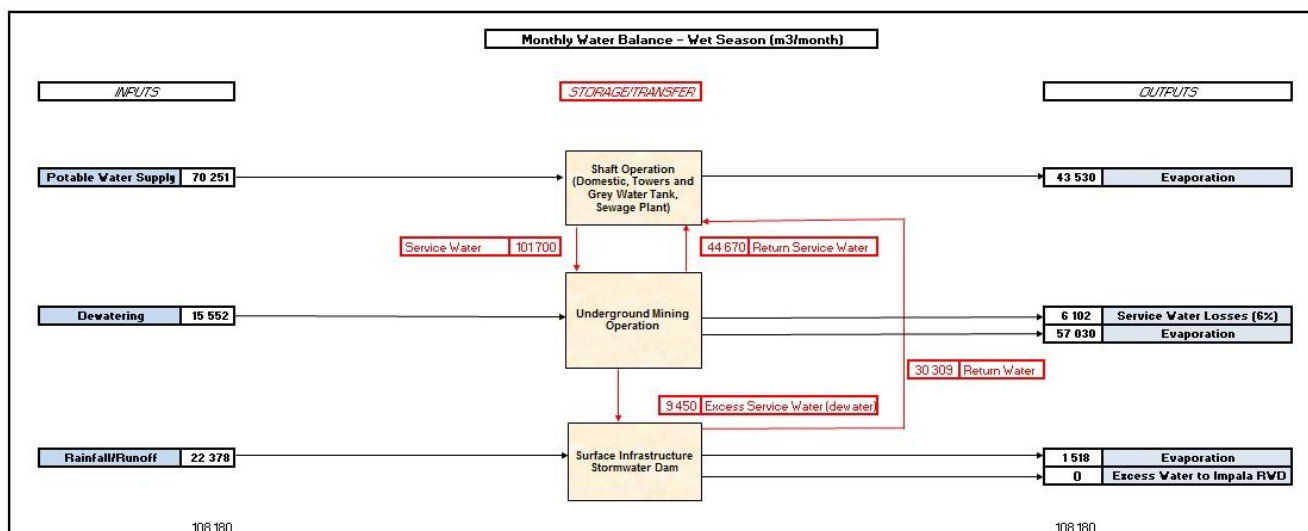 Monthly Water Balance - Wet Season (m3/month)
INPUTS
STORAGE/TRANSFER
OUTPUTS
Potable Water Supply 70 251
Shaft Operation
(Domestic, Towers and
Grey Water Tank,
Sewage Plant)
43 530 Evaporation
Service Water 101 700
44 670 Return Service Water
Dewatering 15 552
Underground Mining
Operation
6 102 Service Water Losses (6%)
57 030 Evaporation
30 309 Return Water
9 450 Excess Service Water (dewater)
Rainfall/Runoff 22 378
Surface Infrastructure
Stormwater Dam
1 518 Evaporation
0 Excess Water to Impala RWD
108 180
108 180